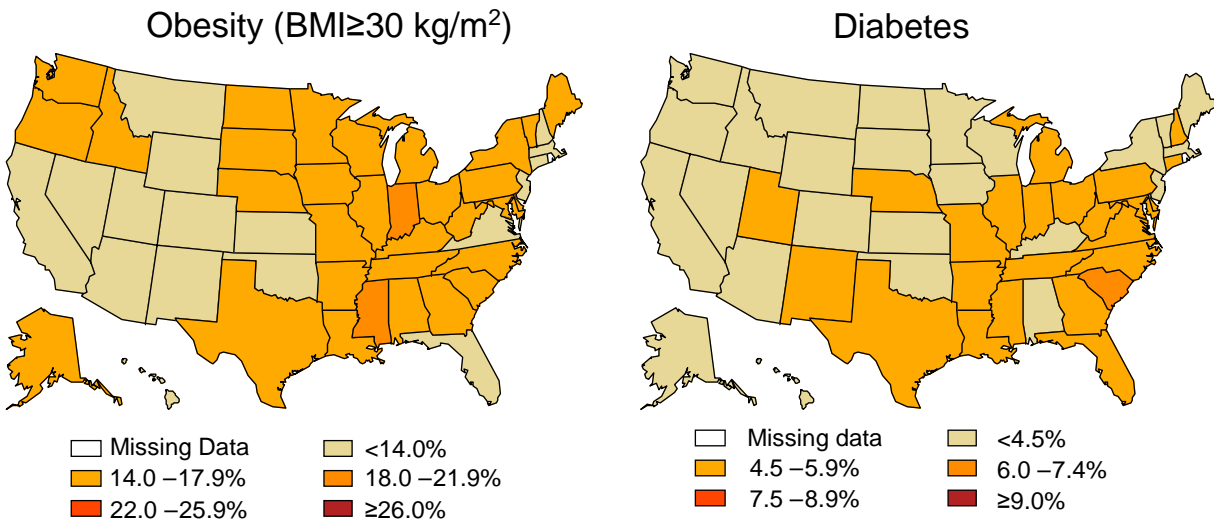 Obesity (BMI≥30 kg/m²)
Diabetes
Missing Data
<14.0%
14.0 –17.9%
18.0 –21.9%
22.0 –25.9%
≥26.0%
Missing data
<4.5%
4.5 –5.9%
6.0 –7.4%
7.5 –8.9%
≥9.0%